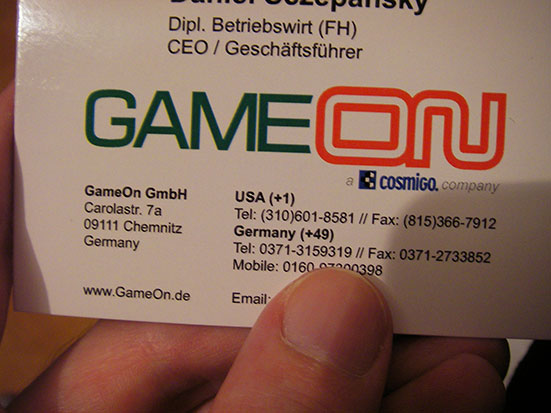 Daniel Szczepansky
Dipl. Betriebswirt (FH)
CEO / Geschäftsführer
GAMEON
a cosmigo. company
GameOn GmbH
Carolastr. 7a
09111 Chemnitz
Germany
www.GameOn.de
USA (+1)
Tel: (310)601-8581 // Fax: (815)366-7912
Germany (+49)
Tel: 0371-3159319 // Fax: 0371-2733852
Mobile:
Email: